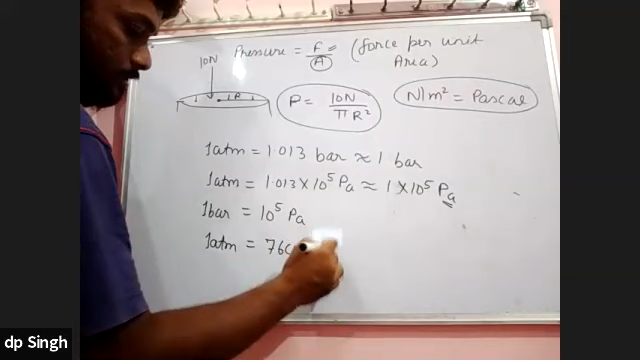 Pressure = F/A (force per unit Area)
10N
R
P = 10N/πR²
N/m² = Pascal
1atm = 1.013 bar ≈ 1 bar
1atm = 1.013 × 10⁵ Pa ≈ 1 × 10⁵ Pa
1bar = 10⁵ Pa
1atm = 76c
dp Singh